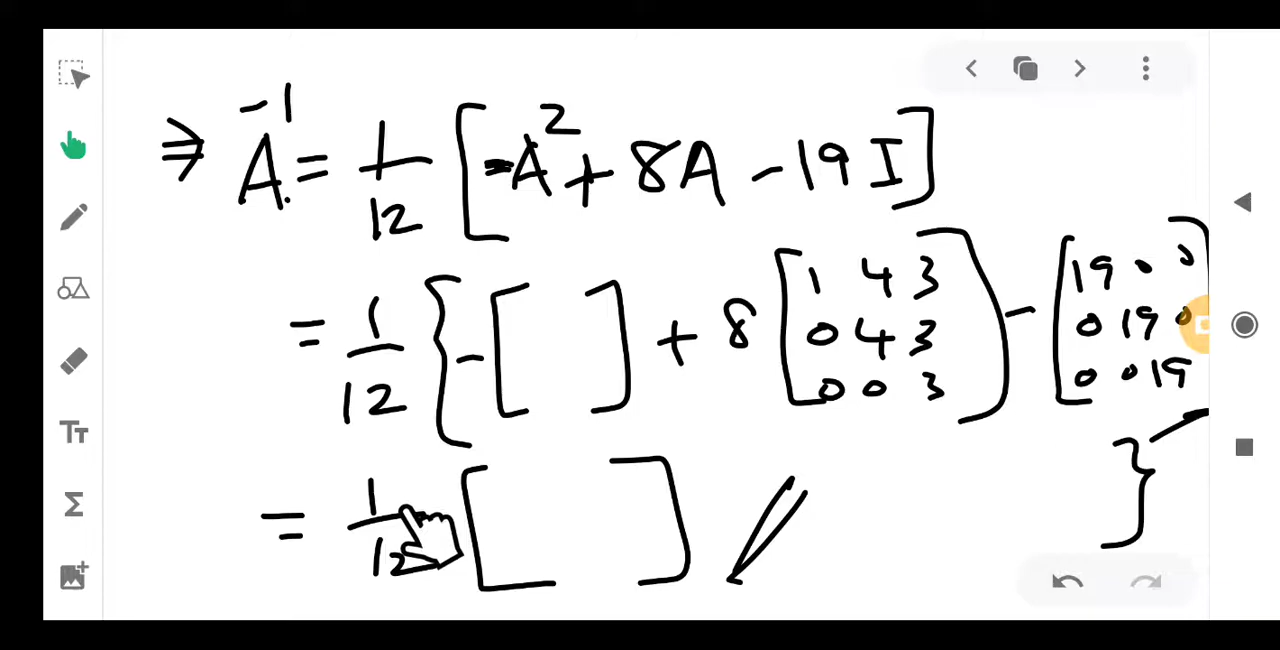 ⇒ A⁻¹ = 1/12 [-A² + 8A - 19I]
= 1/12 { - [ ] + 8 [ 1 4 3
0 4 3
0 0 3 ] - [ 19 0 0
0 19 0
0 0 19 ] }
= 1/12 [ ] //
Tт
Σ